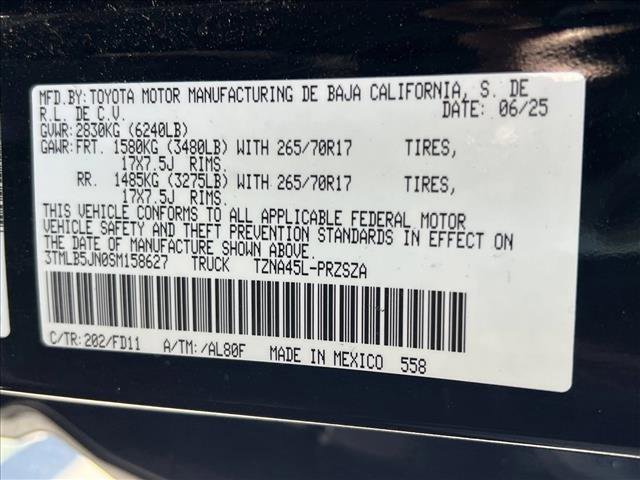 MFD.BY: TOYOTA MOTOR MANUFACTURING DE BAJA CALIFORNIA, S. DE
R.L. DE C.V. DATE: 06/25
GVWR: 2830KG (6240LB)
GAWR: FRT. 1580KG (3480LB) WITH 265/70R17 TIRES,
17X7.5J RIMS.
RR. 1485KG (3275LB) WITH 265/70R17 TIRES,
17X7.5J RIMS.
THIS VEHICLE CONFORMS TO ALL APPLICABLE FEDERAL MOTOR
VEHICLE SAFETY AND THEFT PREVENTION STANDARDS IN EFFECT ON
THE DATE OF MANUFACTURE SHOWN ABOVE.
3TMLB5JN0SM158627 TRUCK TZNA45L-PRZSZA
C/TR: 202/FD11 A/TM: /AL80F MADE IN MEXICO 558